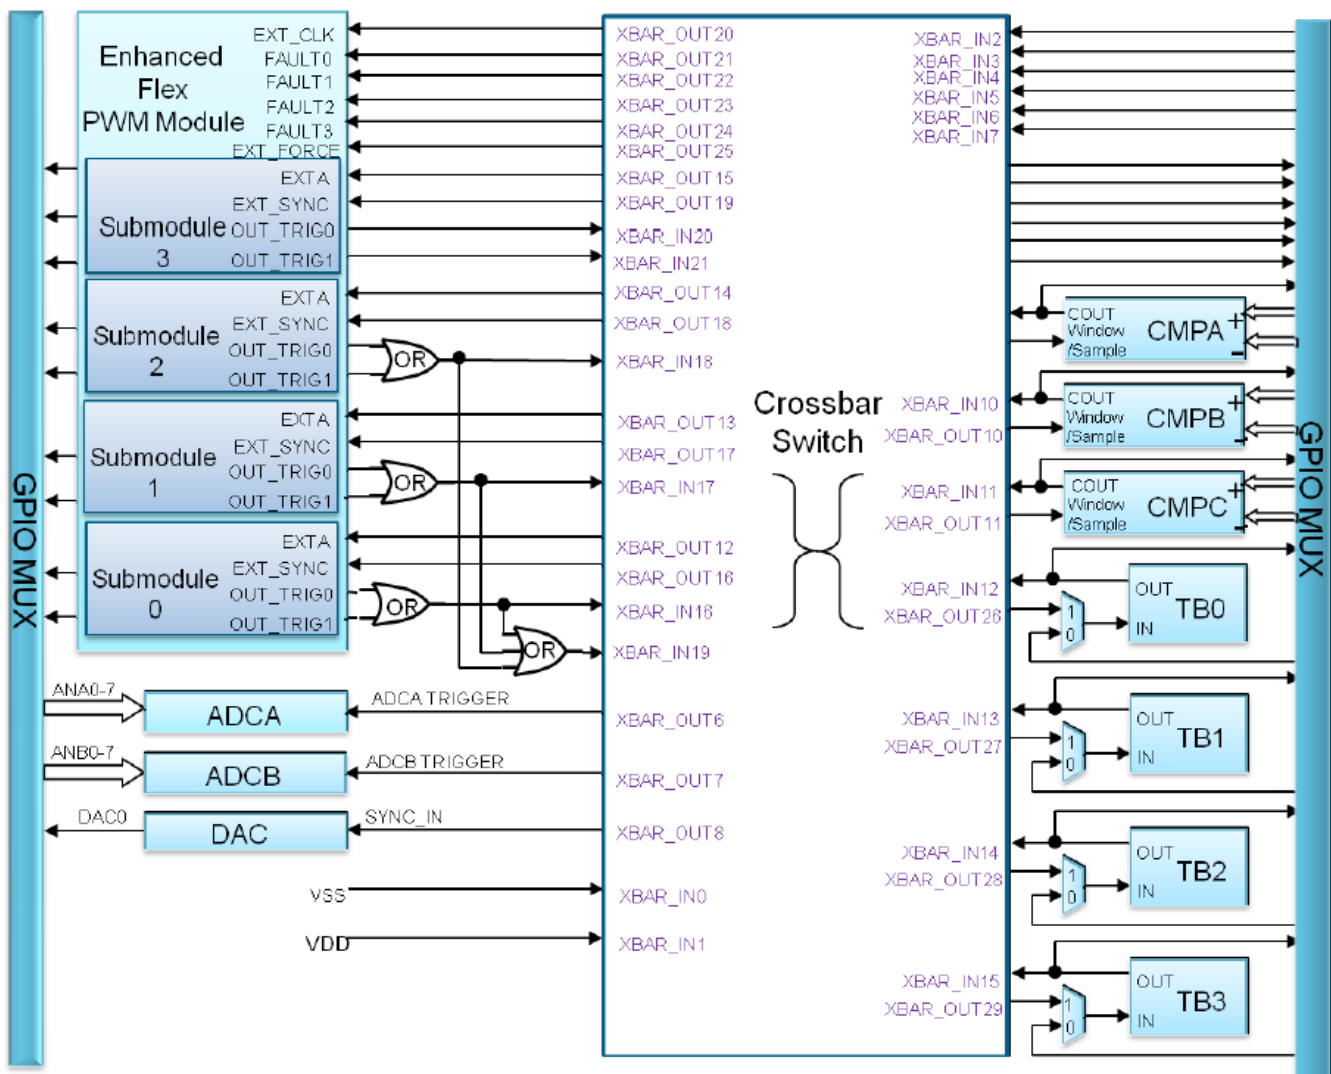 GPIO MUX
Enhanced
Flex
PWM Module
EXT_CLK
FAULT0
FAULT1
FAULT2
FAULT3
EXT_FORCE
Submodule
3
EXTA
EXT_SYNC
OUT_TRIG0
OUT_TRIG1
Submodule
2
EXTA
EXT_SYNC
OUT_TRIG0
OUT_TRIG1
OR
Submodule
1
EXTA
EXT_SYNC
OUT_TRIG0
OUT_TRIG1
OR
Submodule
0
EXTA
EXT_SYNC
OUT_TRIG0
OUT_TRIG1
OR
OR
ANA0-7
ADCA
ADCA TRIGGER
ANB0-7
ADCB
ADCB TRIGGER
DAC0
DAC
SYNC_IN
VSS
VDD
XBAR_OUT20
XBAR_OUT21
XBAR_OUT22
XBAR_OUT23
XBAR_OUT24
XBAR_OUT25
XBAR_OUT15
XBAR_OUT19
XBAR_IN20
XBAR_IN21
XBAR_OUT14
XBAR_OUT18
XBAR_IN18
XBAR_OUT13
XBAR_OUT17
XBAR_IN17
XBAR_OUT12
XBAR_OUT16
XBAR_IN16
XBAR_IN19
XBAR_OUT6
XBAR_OUT7
XBAR_OUT8
XBAR_IN0
XBAR_IN1
Crossbar
Switch
XBAR_IN2
XBAR_IN3
XBAR_IN4
XBAR_IN5
XBAR_IN6
XBAR_IN7
XBAR_IN10
XBAR_OUT10
XBAR_IN11
XBAR_OUT11
XBAR_IN12
XBAR_OUT26
XBAR_IN13
XBAR_OUT27
XBAR_IN14
XBAR_OUT28
XBAR_IN15
XBAR_OUT29
COUT
Window
/Sample
CMPA
+
-
COUT
Window
/Sample
CMPB
+
-
COUT
Window
/Sample
CMPC
+
-
1
0
OUT
IN
TB0
1
0
OUT
IN
TB1
1
0
OUT
IN
TB2
1
0
OUT
IN
TB3
GPIO MUX